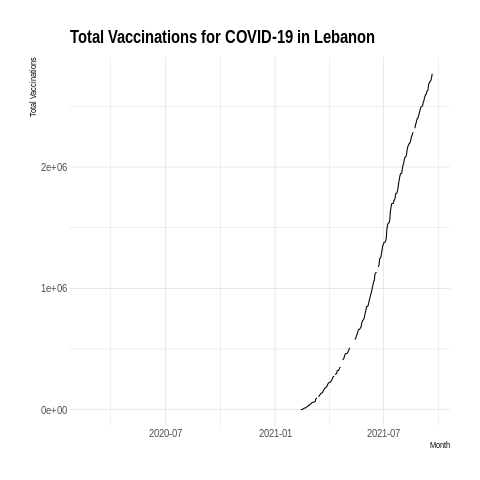 Total Vaccinations for COVID-19 in Lebanon
Total Vaccinations
2e+06
1e+06
0e+00
2020-07
2021-01
2021-07
Month